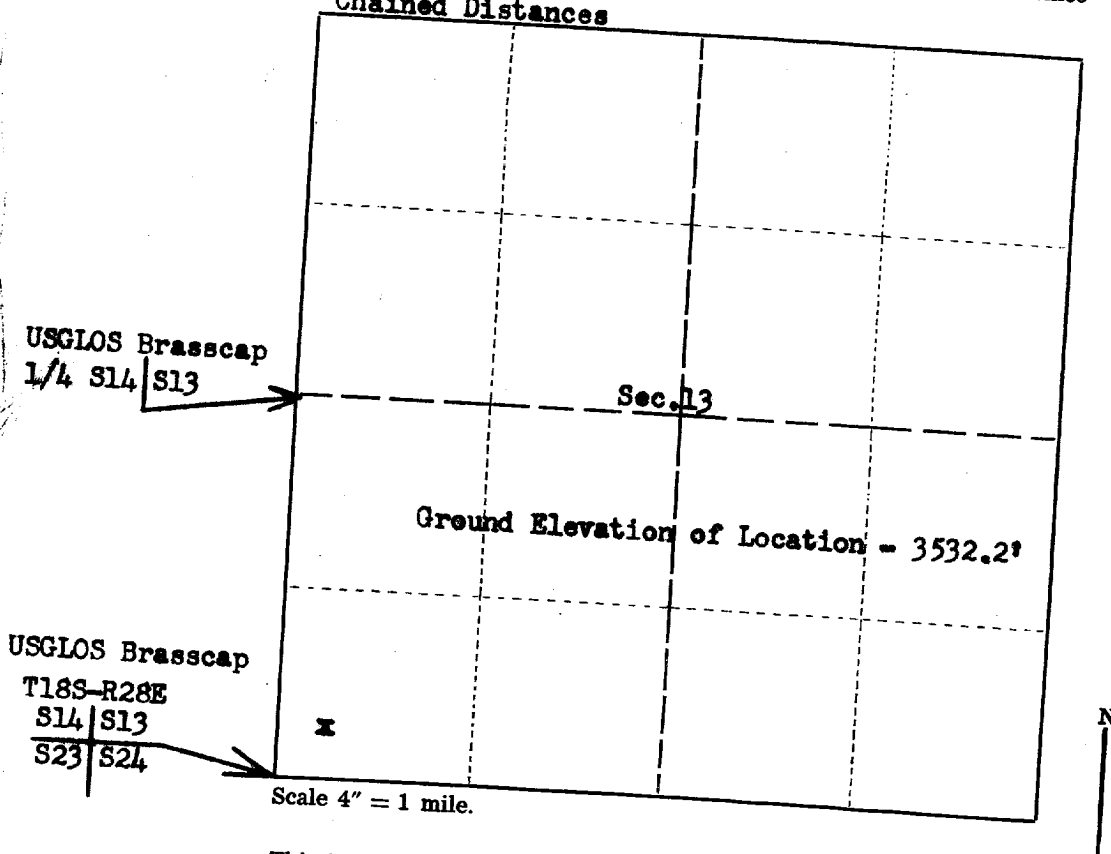 Chained Distances
USGLOS Brasscap
1/4 S14|S13
Sec.13
Ground Elevation of Location - 3532.2'
USGLOS Brasscap
T18S-R28E
S14|S13
S23|S24
x
N
Scale 4" = 1 mile.